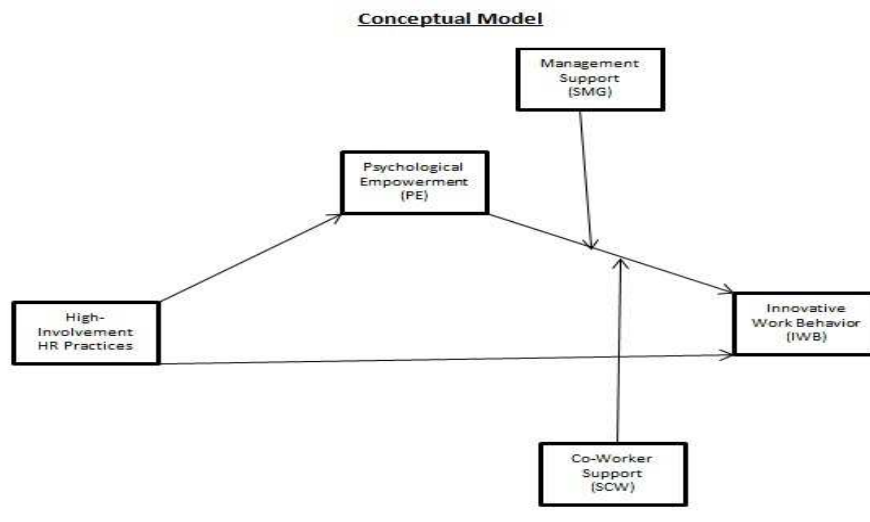 Conceptual Model
Management
Support
(SMG)
Psychological
Empowerment
(PE)
High-
Involvement
HR Practices
Innovative
Work Behavior
(IWB)
Co-Worker
Support
(SCW)